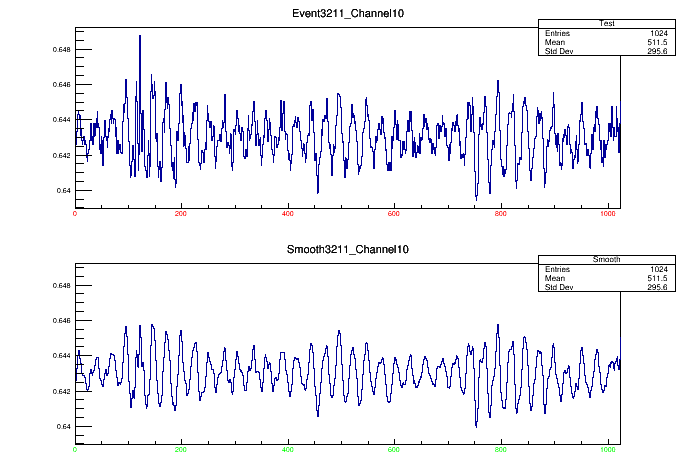 Event3211_Channel10
Test
Entries 1024
Mean 511.5
Std Dev 295.6
0.648
0.646
0.644
0.642
0.64
0 200 400 600 800 1000
Smooth3211_Channel10
Smooth
Entries 1024
Mean 511.5
Std Dev 295.6
0.648
0.646
0.644
0.642
0.64
0 200 400 600 800 1000